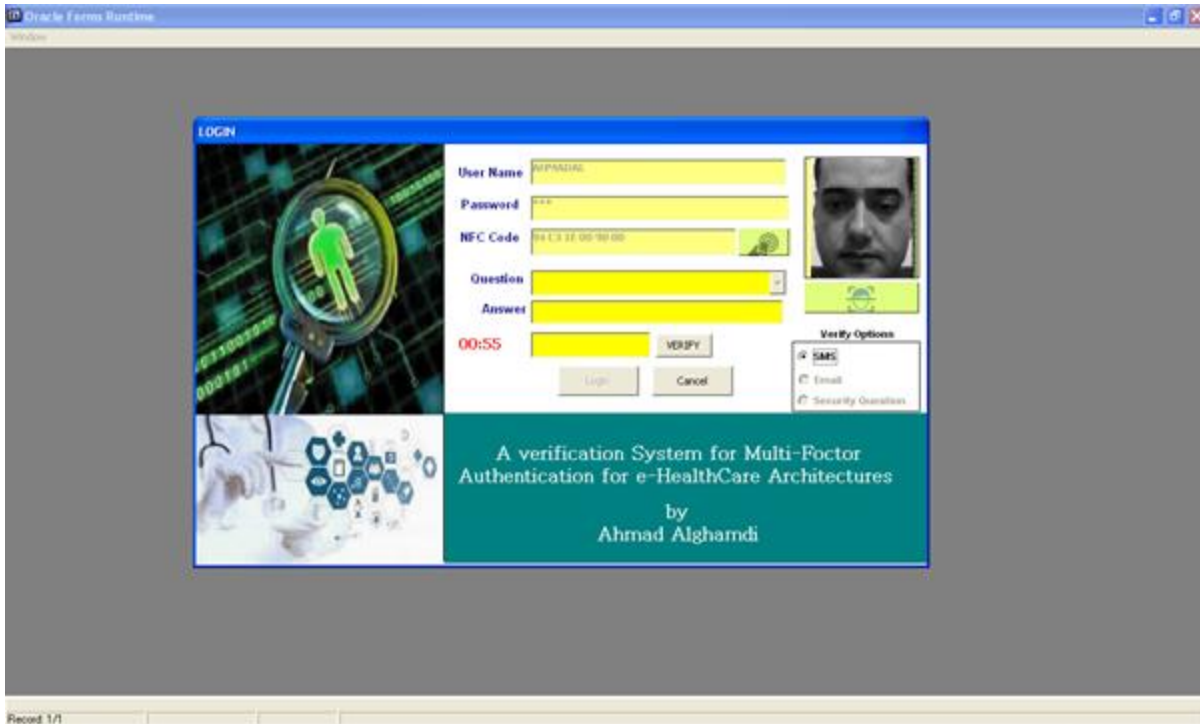 Oracle Forms Runtime
Window
LOGIN
User Name
Password ***
NFC Code
Question
Answer
00:55 VERIFY
Login Cancel
Verify Options
SMS
Email
Security Question
A verification System for Multi-Foctor
Authentication for e-HealthCare Architectures
by
Ahmad Alghamdi
Record: 1/1